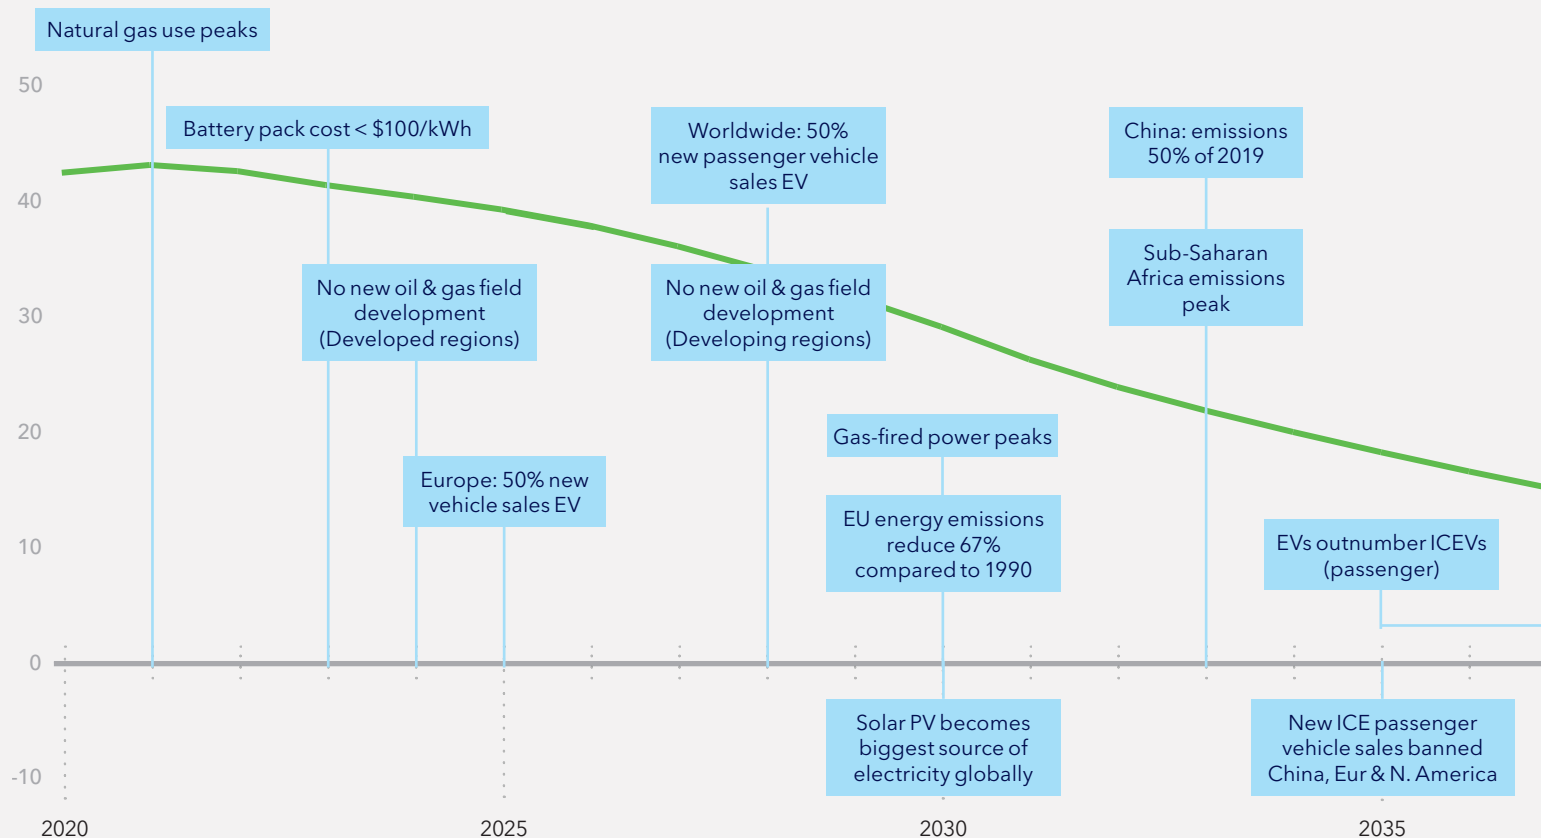 Natural gas use peaks
50
Battery pack cost < $100/kWh
Worldwide: 50%
new passenger vehicle
sales EV
China: emissions
50% of 2019
40
Sub-Saharan
Africa emissions
peak
No new oil & gas field
development
(Developed regions)
No new oil & gas field
development
(Developing regions)
30
20
Gas-fired power peaks
Europe: 50% new
vehicle sales EV
EU energy emissions
reduce 67%
compared to 1990
10
EVs outnumber ICEVs
(passenger)
0
Solar PV becomes
biggest source of
electricity globally
New ICE passenger
vehicle sales banned
China, Eur & N. America
-10
2020
2025
2030
2035